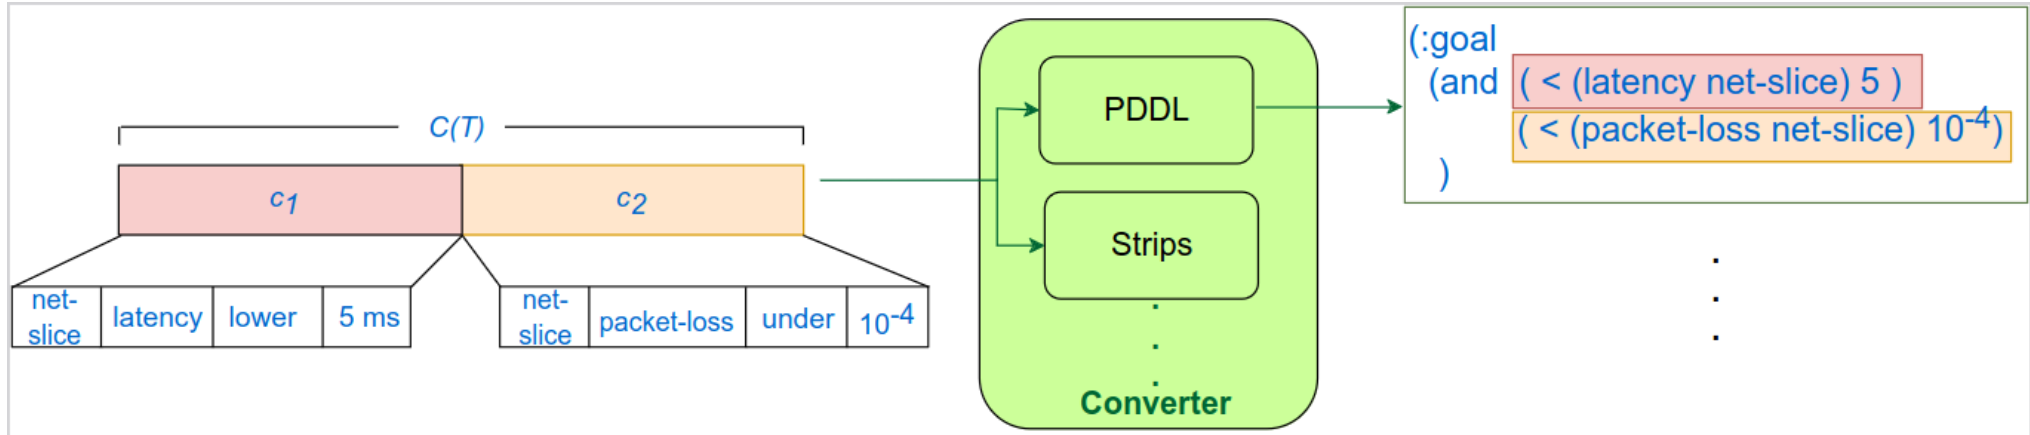 C(T)
c1
c2
net-
slice
latency
lower
5 ms
net-
slice
packet-loss
under
10-4
PDDL
Strips
.
.
.
Converter
(:goal
(and ( < (latency net-slice) 5 )
( < (packet-loss net-slice) 10-4)
)
.
.
.